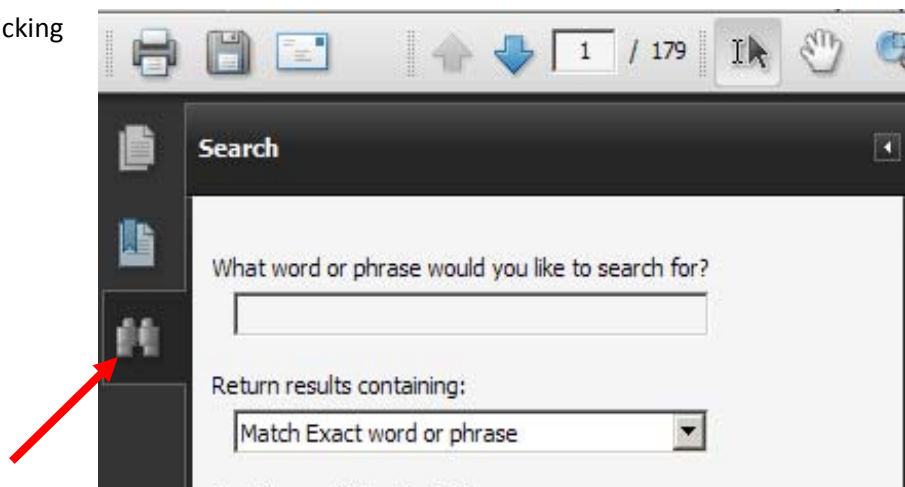 cking
1 / 179
Search
What word or phrase would you like to search for?
Return results containing:
Match Exact word or phrase